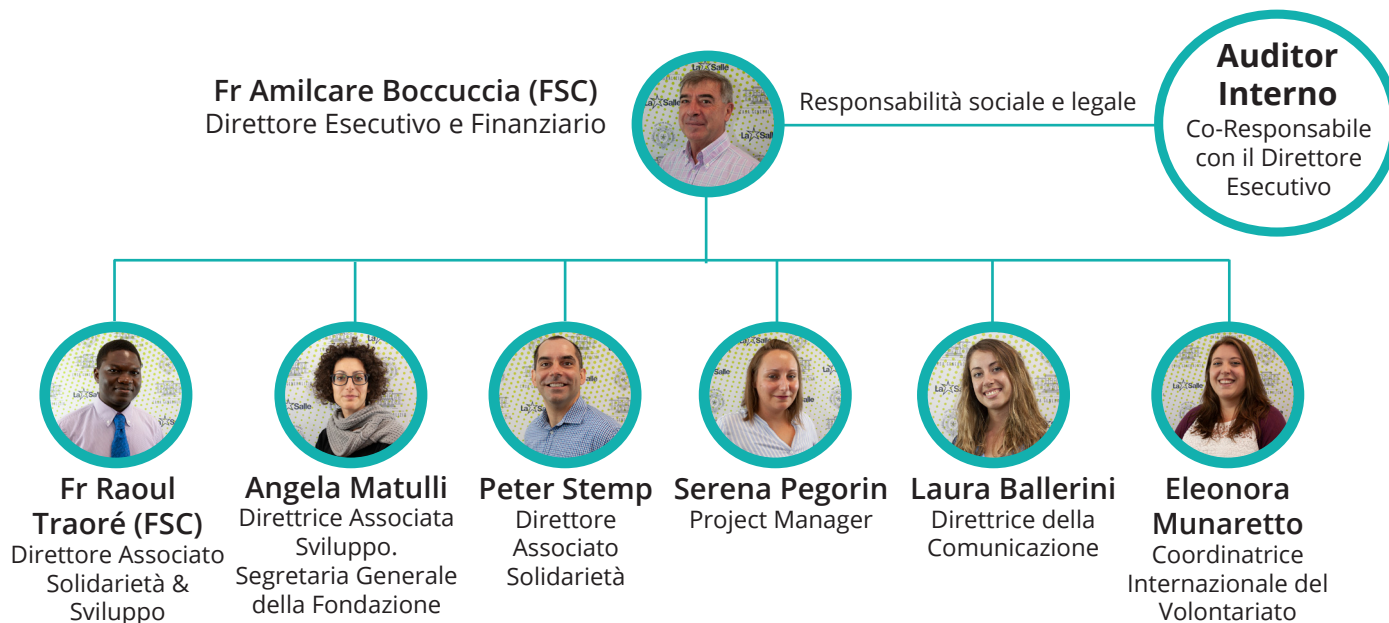 Fr Amilcare Boccuccia (FSC)
Direttore Esecutivo e Finanziario
Responsabilità sociale e legale
Auditor
Interno
Co-Responsabile
con il Direttore
Esecutivo
La Salle
Fr Raoul
Traoré (FSC)
Direttore Associato
Solidarietà &
Sviluppo
Angela Matulli
Direttrice Associata
Sviluppo.
Segretaria Generale
della Fondazione
Peter Stemp
Direttore
Associato
Solidarietà
Serena Pegorin
Project Manager
Laura Ballerini
Direttrice della
Comunicazione
Eleonora
Munaretto
Coordinatrice
Internazionale del
Volontariato